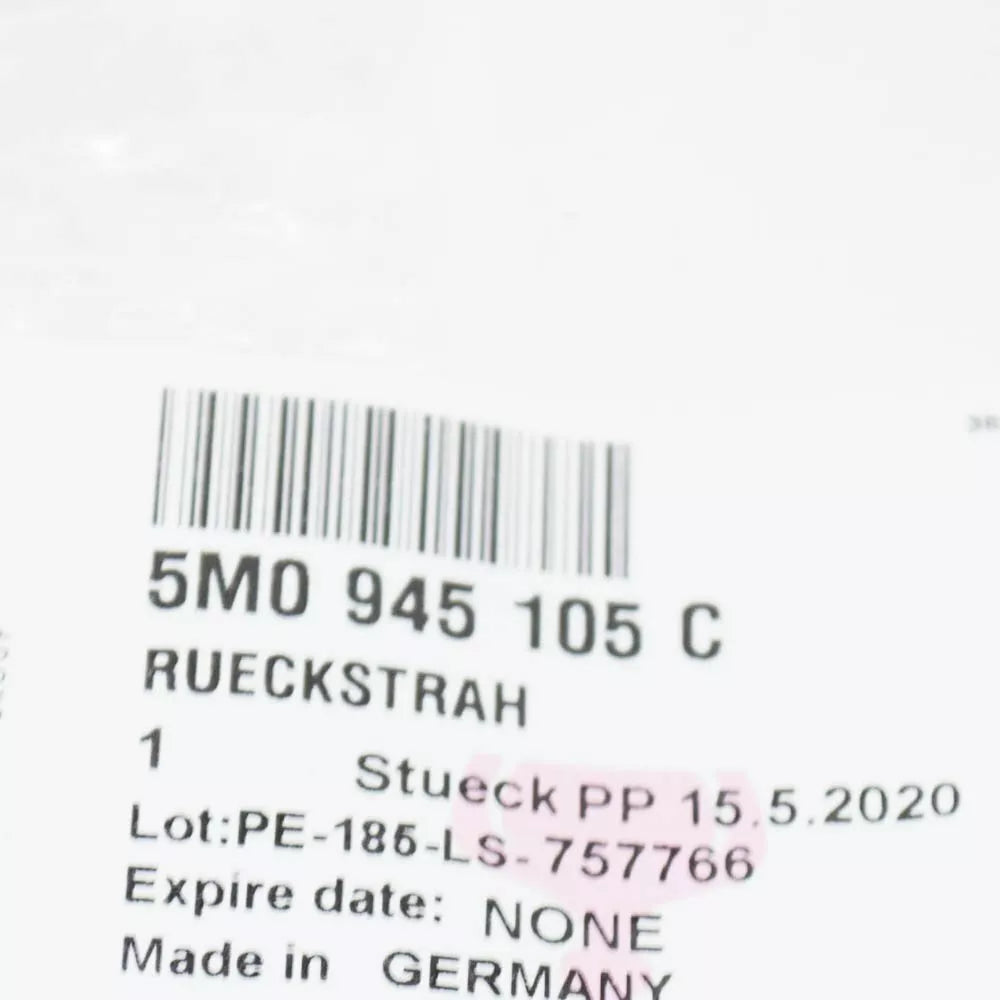 5M0 945 105 C
RUECKSTRAH
1 Stueck PP 15.5.2020
Lot:PE-185-LS-757766
Expire date: NONE
Made in GERMANY